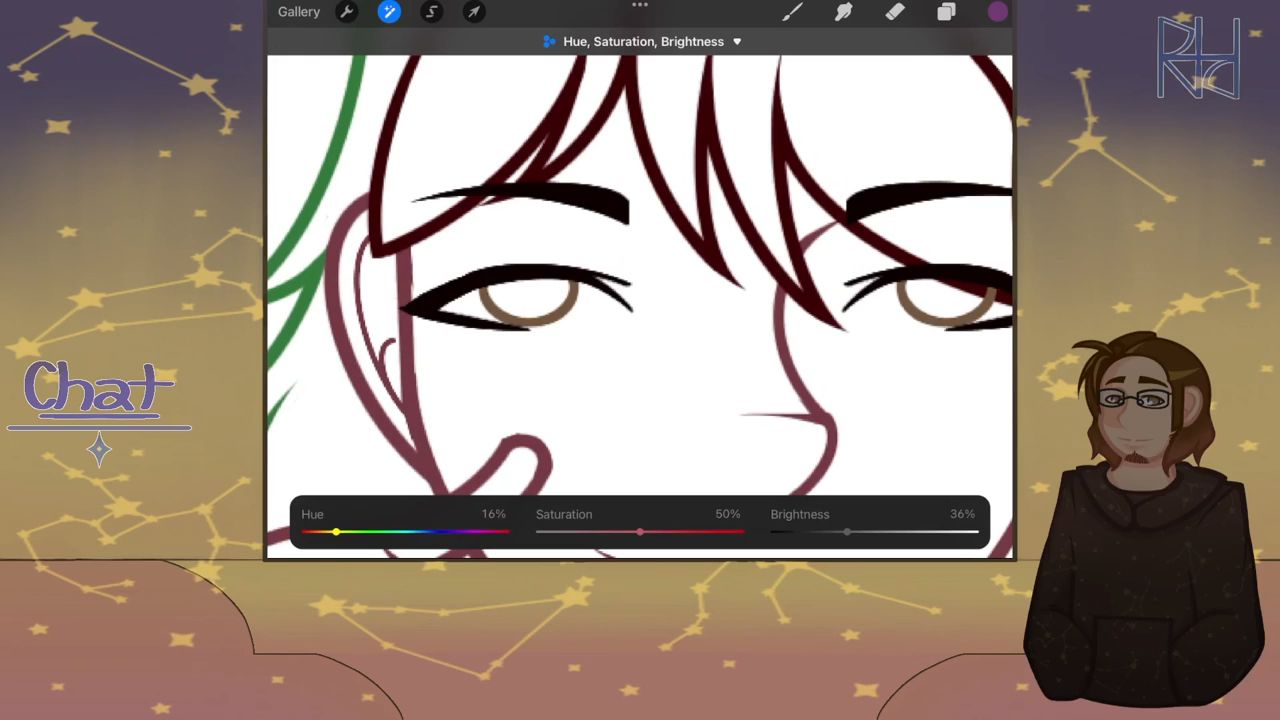 Gallery
Hue, Saturation, Brightness
Chat
Hue 16% Saturation 50% Brightness 36%